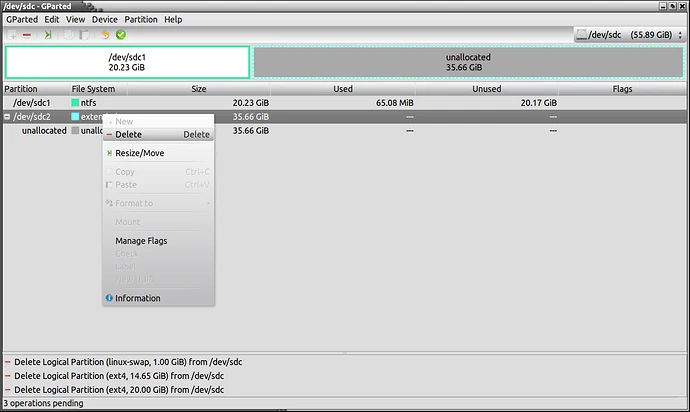 /dev/sdc - GParted
GParted Edit View Device Partition Help
/dev/sdc (55.89 GiB)
/dev/sdc1
20.23 GiB
unallocated
35.66 GiB
Partition File System Size Used Unused Flags
/dev/sdc1 ntfs 20.23 GiB 65.08 MiB 20.17 GiB
/dev/sdc2 35.66 GiB --- --- ---
unallocated 35.66 GiB --- ---
New
Delete Delete
Resize/Move
Copy Ctrl+C
Paste Ctrl+V
Format to
Mount
Manage Flags
Check
Label
Information
Delete Logical Partition (linux-swap, 1.00 GiB) from /dev/sdc
Delete Logical Partition (ext4, 14.65 GiB) from /dev/sdc
Delete Logical Partition (ext4, 20.00 GiB) from /dev/sdc
3 operations pending